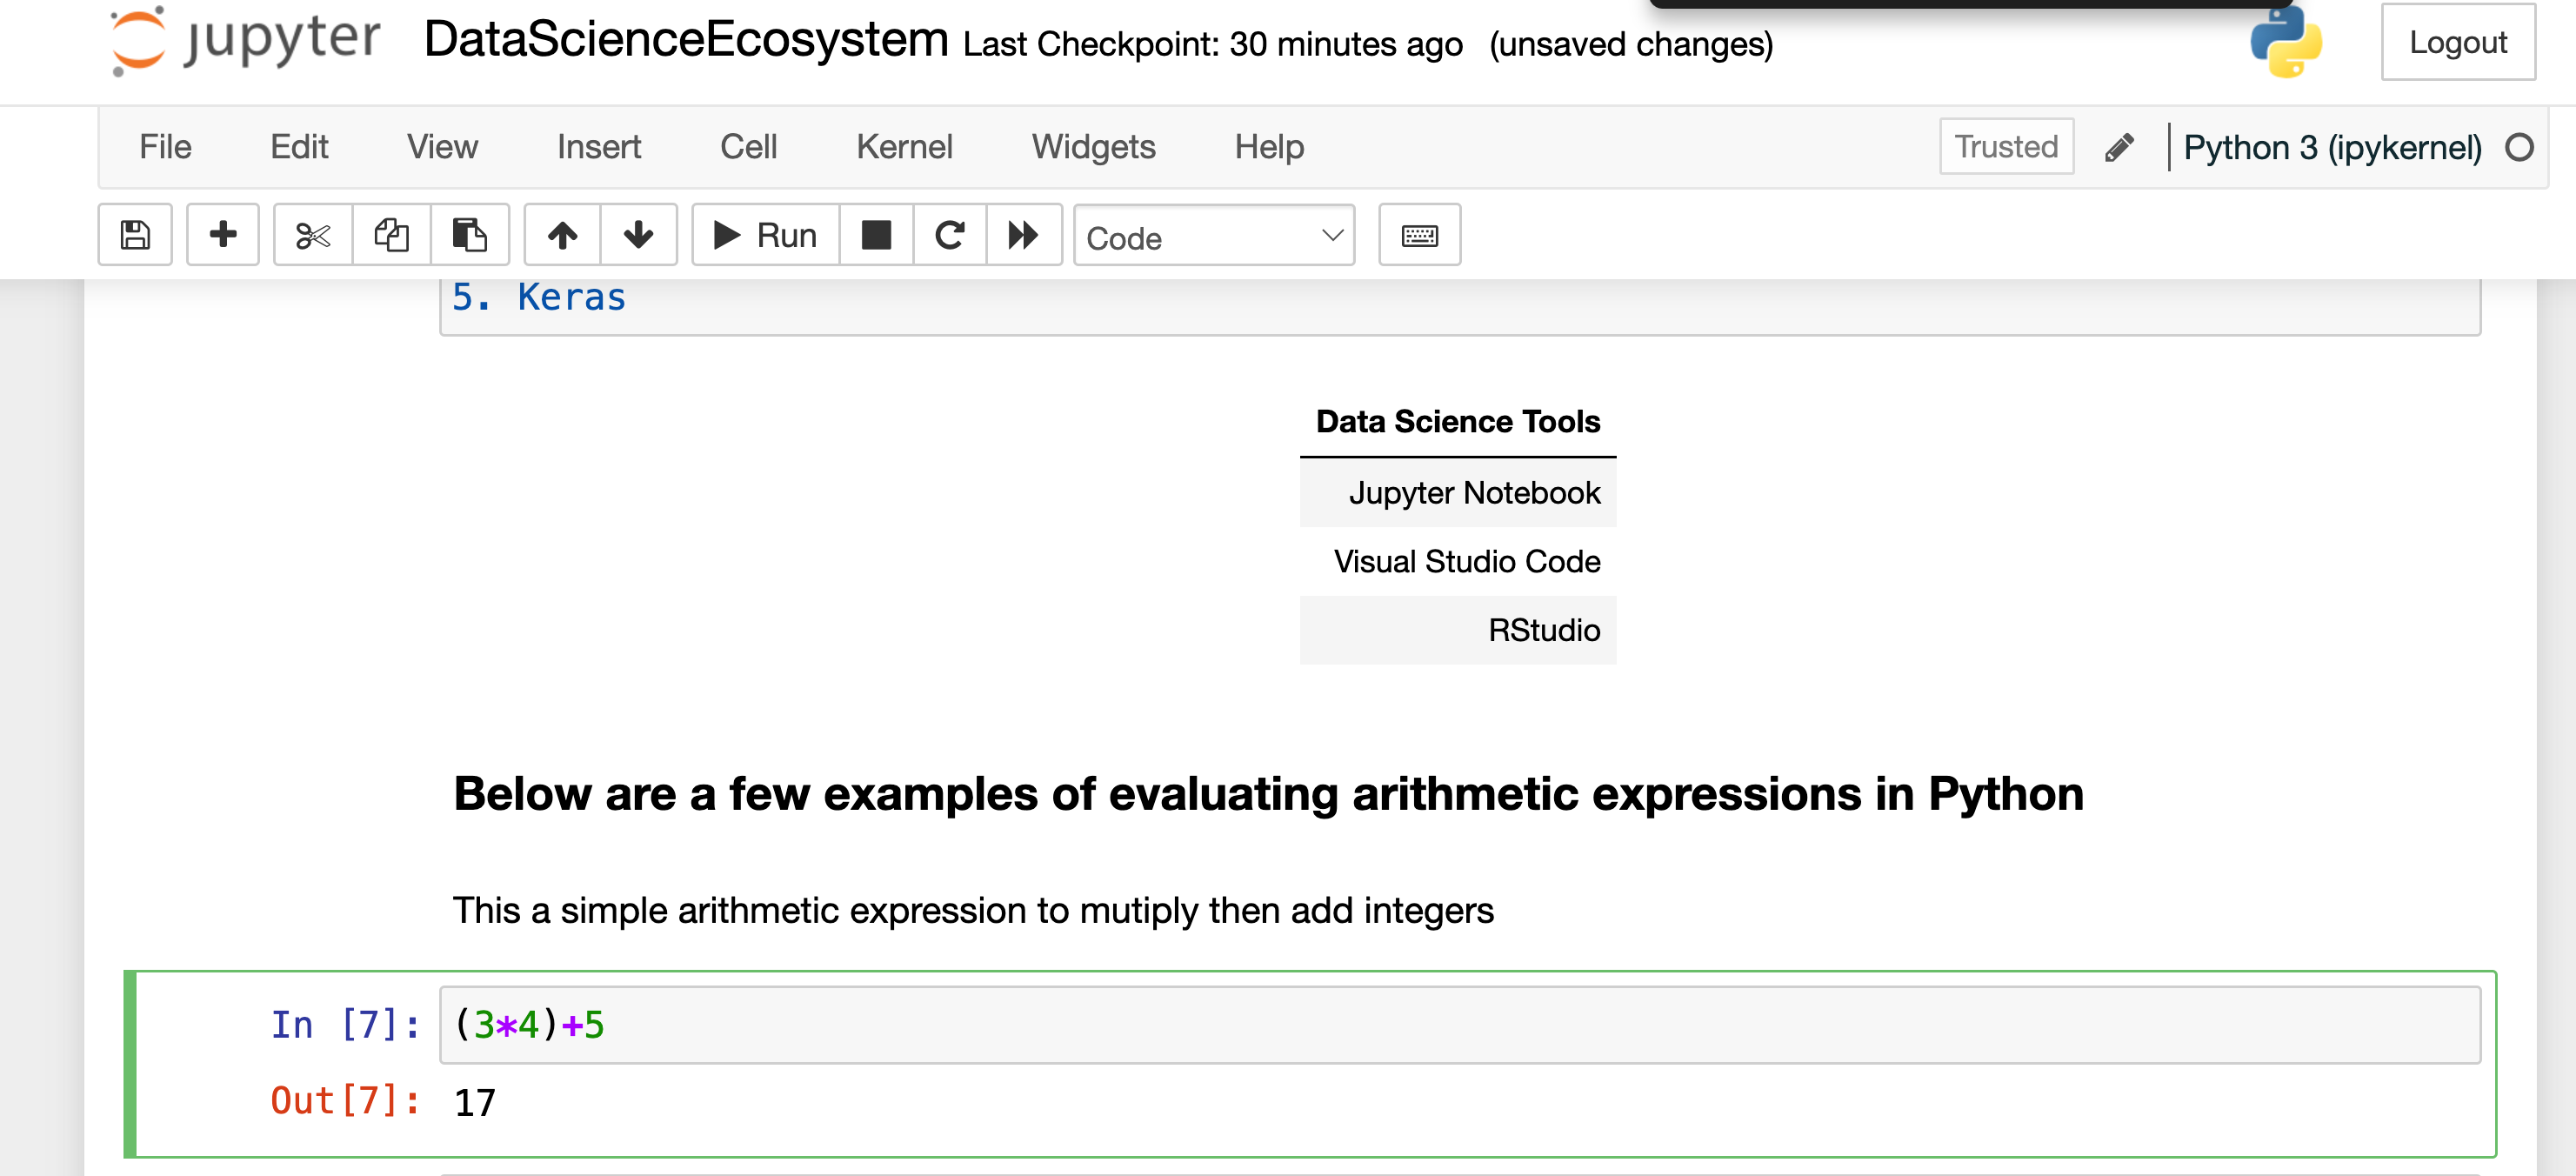 jupyter DataScienceEcosystem Last Checkpoint: 30 minutes ago (unsaved changes) Logout
File Edit View Insert Cell Kernel Widgets Help Trusted Python 3 (ipykernel)
Run Code
5. Keras
Data Science Tools
Jupyter Notebook
Visual Studio Code
RStudio
Below are a few examples of evaluating arithmetic expressions in Python
This a simple arithmetic expression to mutiply then add integers
In [7]: (3*4)+5
Out[7]: 17